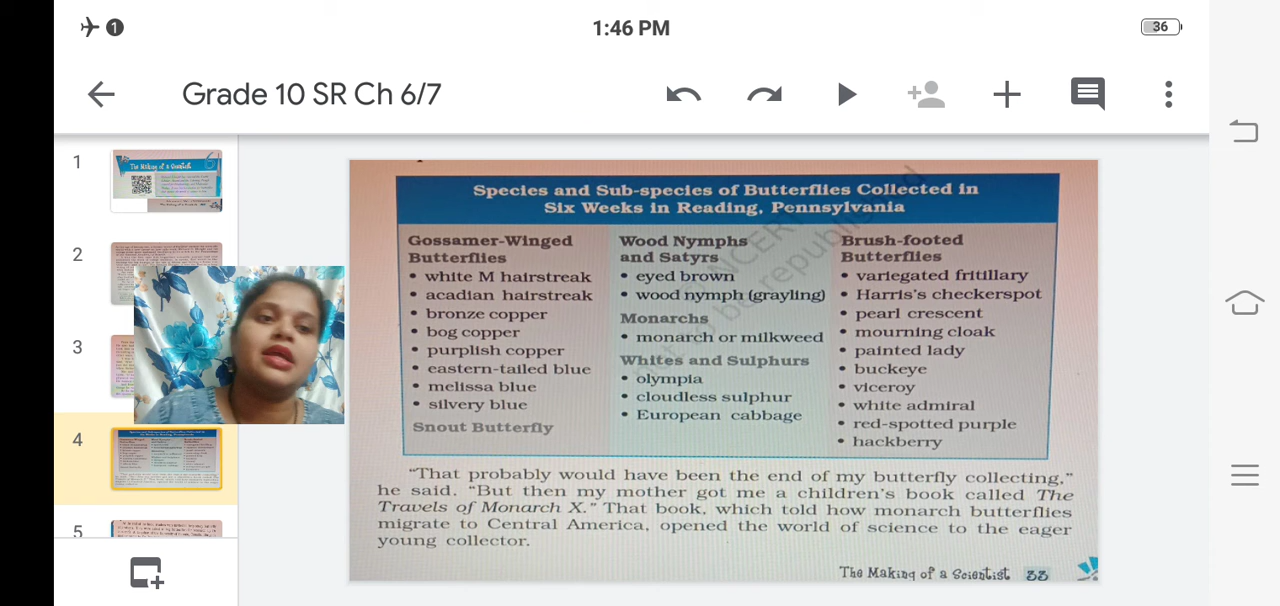 1
1:46 PM
36
Grade 10 SR Ch 6/7
1
The Making of a Scientist
2
3
4
5
Species and Sub-species of Butterflies Collected in
Six Weeks in Reading, Pennsylvania
Gossamer-Winged
Butterflies
• white M hairstreak
• acadian hairstreak
• bronze copper
• bog copper
• purplish copper
• eastern-tailed blue
• melissa blue
• silvery blue
Snout Butterfly
Wood Nymphs
and Satyrs
• eyed brown
• wood nymph (grayling)
Monarchs
• monarch or milkweed
Whites and Sulphurs
• olympia
• cloudless sulphur
• European cabbage
Brush-footed
Butterflies
• variegated fritillary
• Harris's checkerspot
• pearl crescent
• mourning cloak
• painted lady
• buckeye
• viceroy
• white admiral
• red-spotted purple
• hackberry
"That probably would have been the end of my butterfly collecting,"
he said. "But then my mother got me a children's book called The
Travels of Monarch X." That book, which told how monarch butterflies
migrate to Central America, opened the world of science to the eager
young collector.
The Making of a Scientist 33